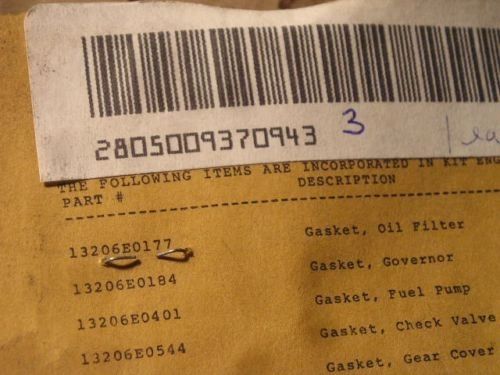 2805009370943 3
THE FOLLOWING ITEMS ARE INCORPORATED IN KIT ENG
PART # DESCRIPTION
13206E0177 Gasket, Oil Filter
13206E0184 Gasket, Governor
13206E0401 Gasket, Fuel Pump
13206E0544 Gasket, Check Valve
Gasket, Gear Cover